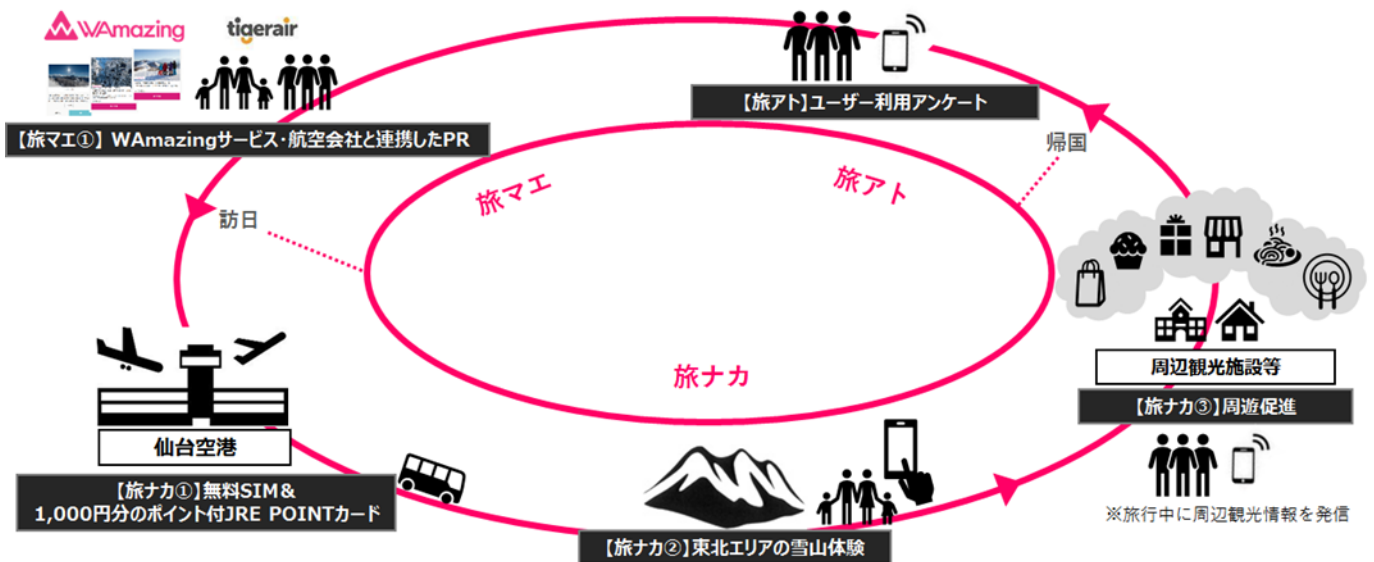 WAmazing
tigerair
【旅マエ①】 WAmazingサービス・航空会社と連携したPR
【旅アト】ユーザー利用アンケート
帰国
旅マエ
旅アト
訪日
周辺観光施設等
【旅ナカ③】周遊促進
※旅行中に周辺観光情報を発信
旅ナカ
仙台空港
【旅ナカ①】無料SIM＆
1,000円分のポイント付JRE POINTカード
【旅ナカ②】東北エリアの雪山体験